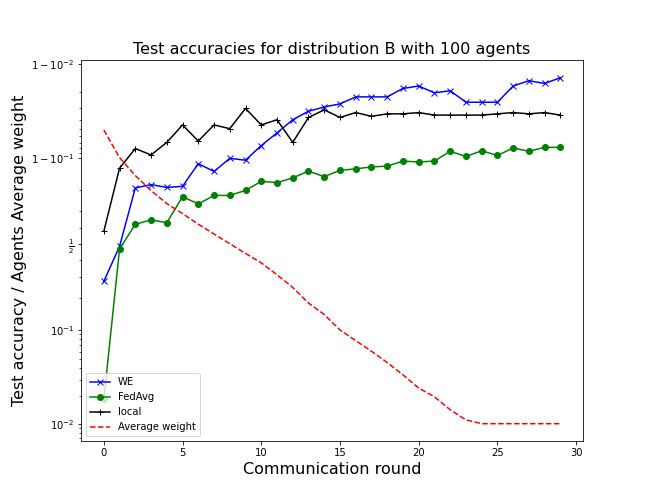 Test accuracies for distribution B with 100 agents
Test accuracy / Agents Average weight
1 − 10⁻²
1 − 10⁻¹
½
10⁻¹
10⁻²
WE
FedAvg
local
Average weight
0 5 10 15 20 25 30
Communication round